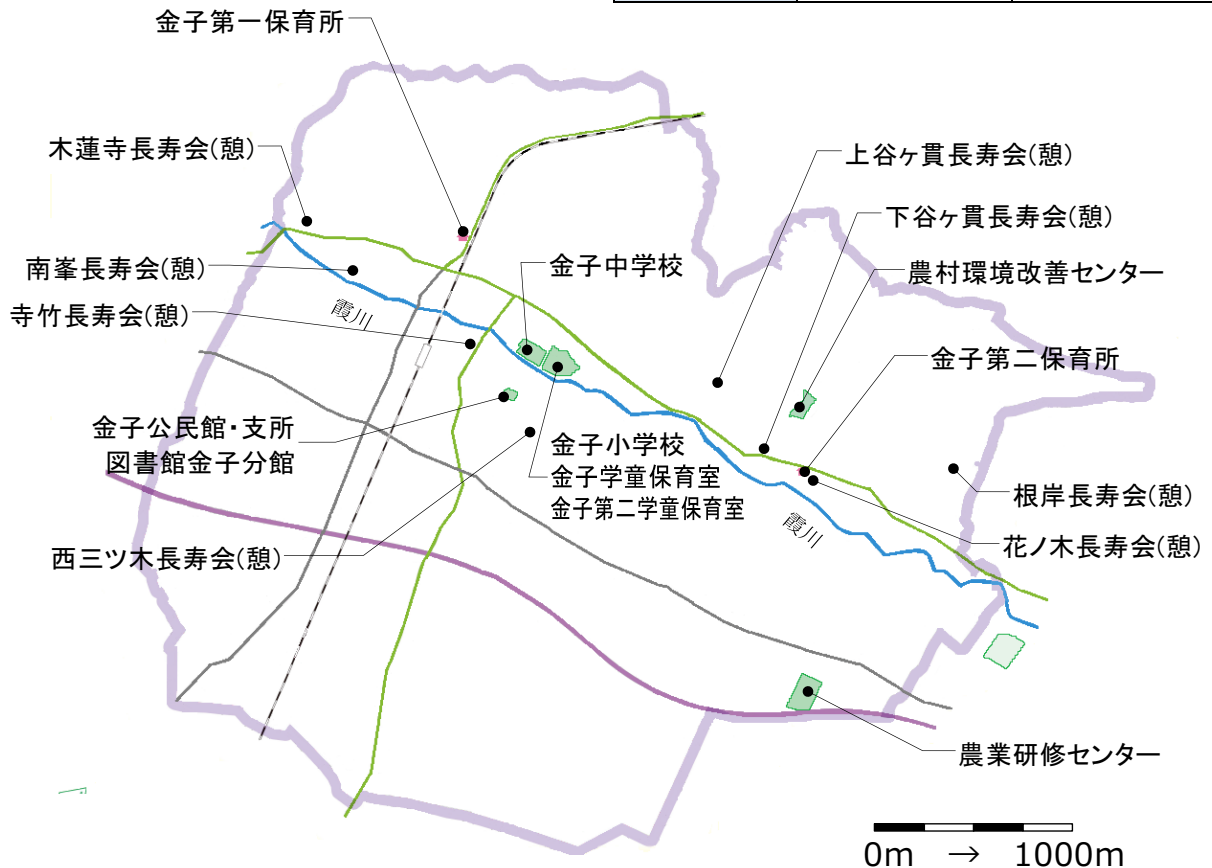 金子第一保育所
木蓮寺長寿会(憩)
上谷ヶ貫長寿会(憩)
下谷ヶ貫長寿会(憩)
南峯長寿会(憩)
金子中学校
農村環境改善センター
寺竹長寿会(憩)
霞川
金子第二保育所
金子公民館・支所
図書館金子分館
金子小学校
金子学童保育室
金子第二学童保育室
根岸長寿会(憩)
霞川
花ノ木長寿会(憩)
西三ツ木長寿会(憩)
農業研修センター
0m → 1000m